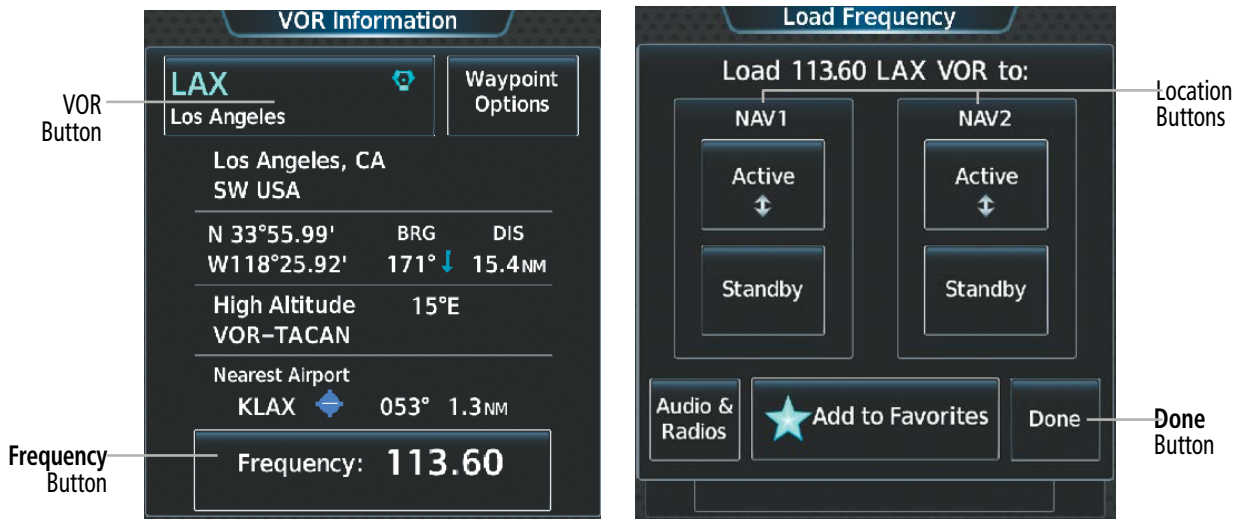 VOR Information
LAX
Los Angeles
Waypoint
Options
VOR
Button
Los Angeles, CA
SW USA
N 33°55.99' BRG DIS
W118°25.92' 171° 15.4NM
High Altitude 15°E
VOR–TACAN
Nearest Airport
KLAX 053° 1.3NM
Frequency: 113.60
Frequency
Button
Load Frequency
Load 113.60 LAX VOR to:
Location
Buttons
NAV1 NAV2
Active Active
Standby Standby
Audio &
Radios
Add to Favorites
Done
Done
Button